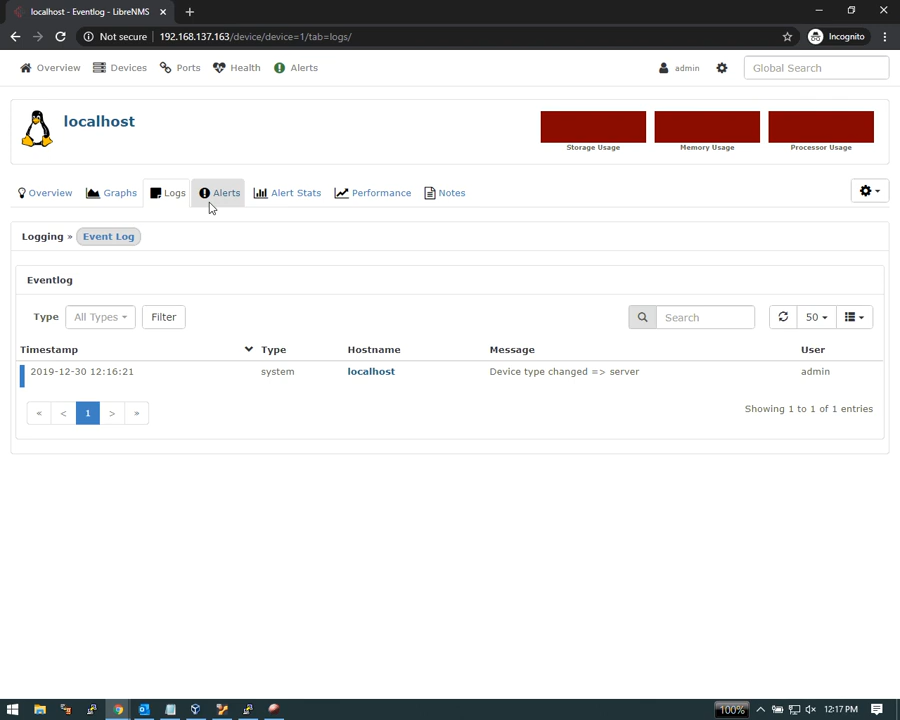 localhost - Eventlog - LibreNMS
Not secure | 192.168.137.163/device/device=1/tab=logs/
Incognito
Overview Devices Ports Health Alerts admin Global Search
localhost
Storage Usage Memory Usage Processor Usage
Overview Graphs Logs Alerts Alert Stats Performance Notes
Logging » Event Log
Eventlog
Type All Types Filter Search 50
Timestamp Type Hostname Message User
2019-12-30 12:16:21 system localhost Device type changed => server admin
« < 1 > »
Showing 1 to 1 of 1 entries
100% 12:17 PM